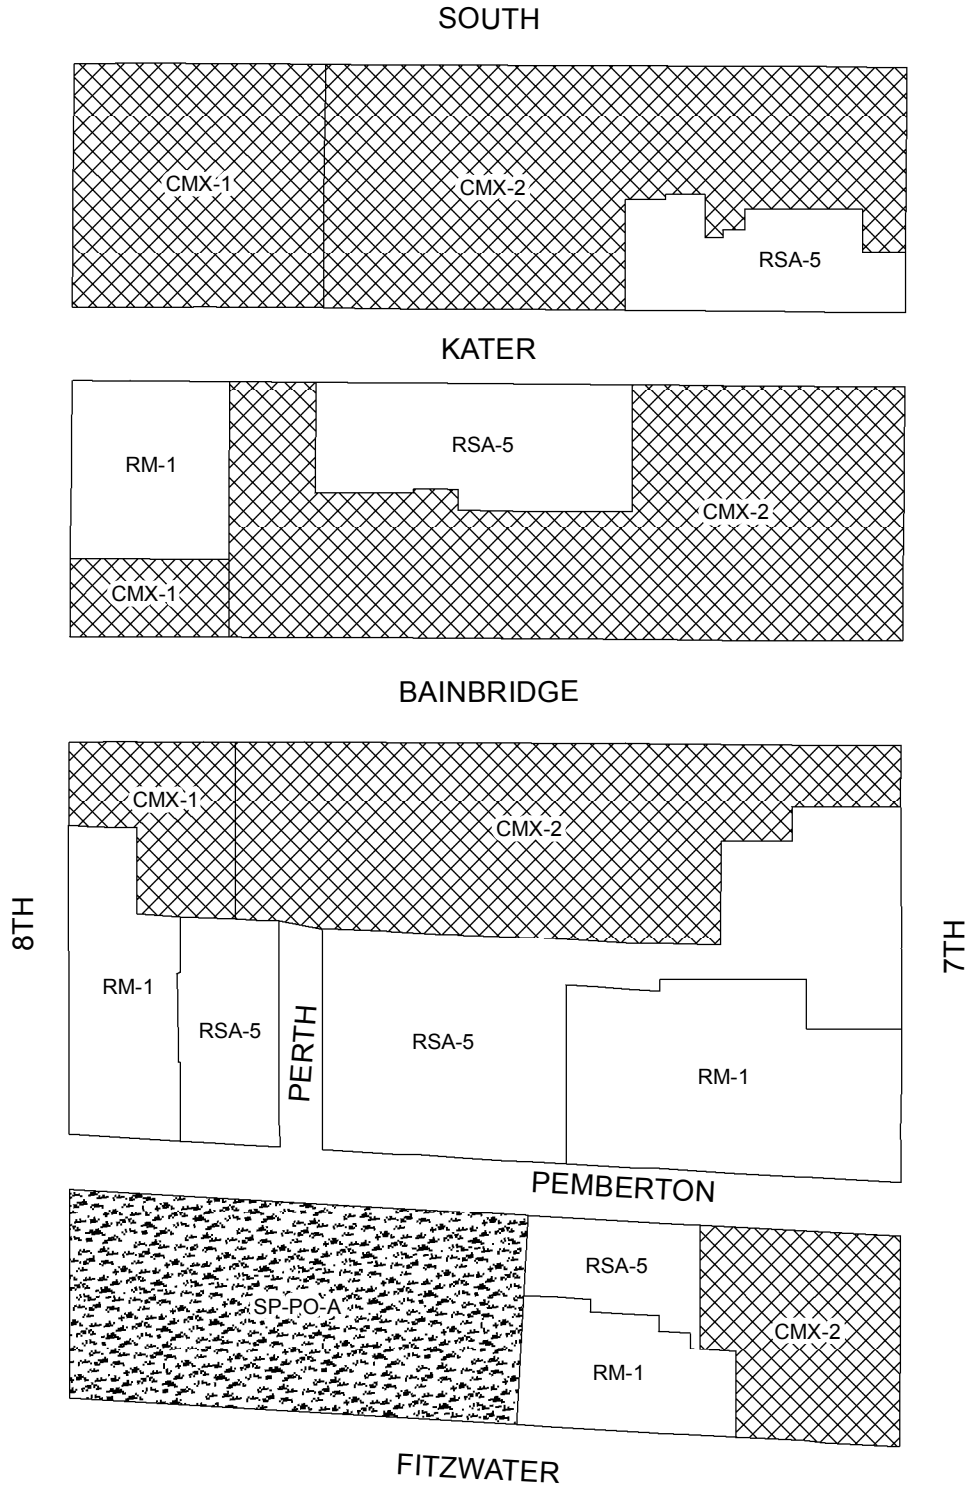 SOUTH
CMX-1
CMX-2
RSA-5
KATER
RM-1
RSA-5
CMX-2
CMX-1
BAINBRIDGE
CMX-1
CMX-2
8TH
7TH
RM-1
RSA-5
PERTH
RSA-5
RM-1
PEMBERTON
SP-PO-A
RSA-5
CMX-2
RM-1
FITZWATER